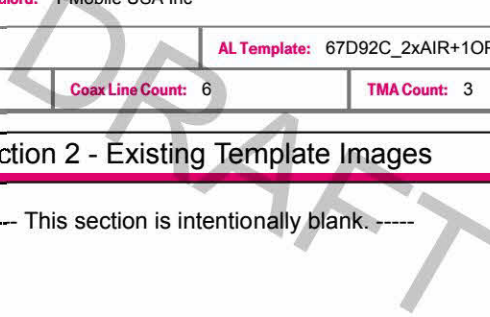 T-Mobile USA Inc
AL Template: 67D92C_2xAIR+1OP
Coax Line Count: 6 TMA Count: 3
ction 2 - Existing Template Images
-- This section is intentionally blank. -----
DRAFT